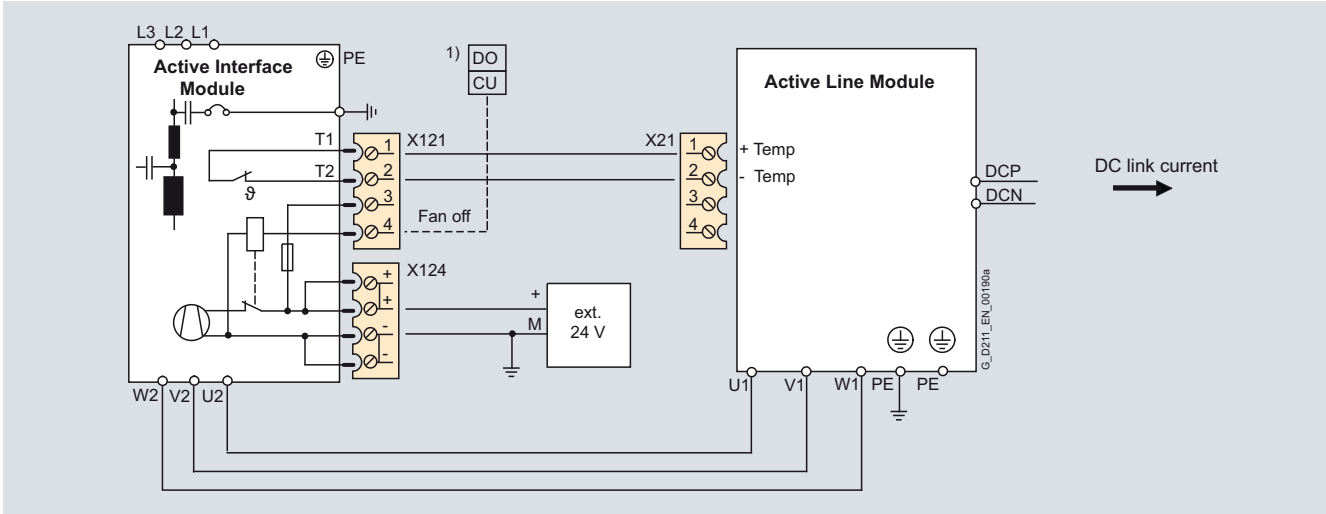 L3 L2 L1
Active Interface
Module
PE
T1
T2
ϑ
1)
DO
CU
X121
1
2
3
4
Fan off
X124
+
+
-
-
+
M
ext.
24 V
W2 V2 U2
X21
1
2
3
4
+ Temp
- Temp
Active Line Module
DCP
DCN
DC link current
U1 V1 W1 PE PE
G_D211_EN_00190a